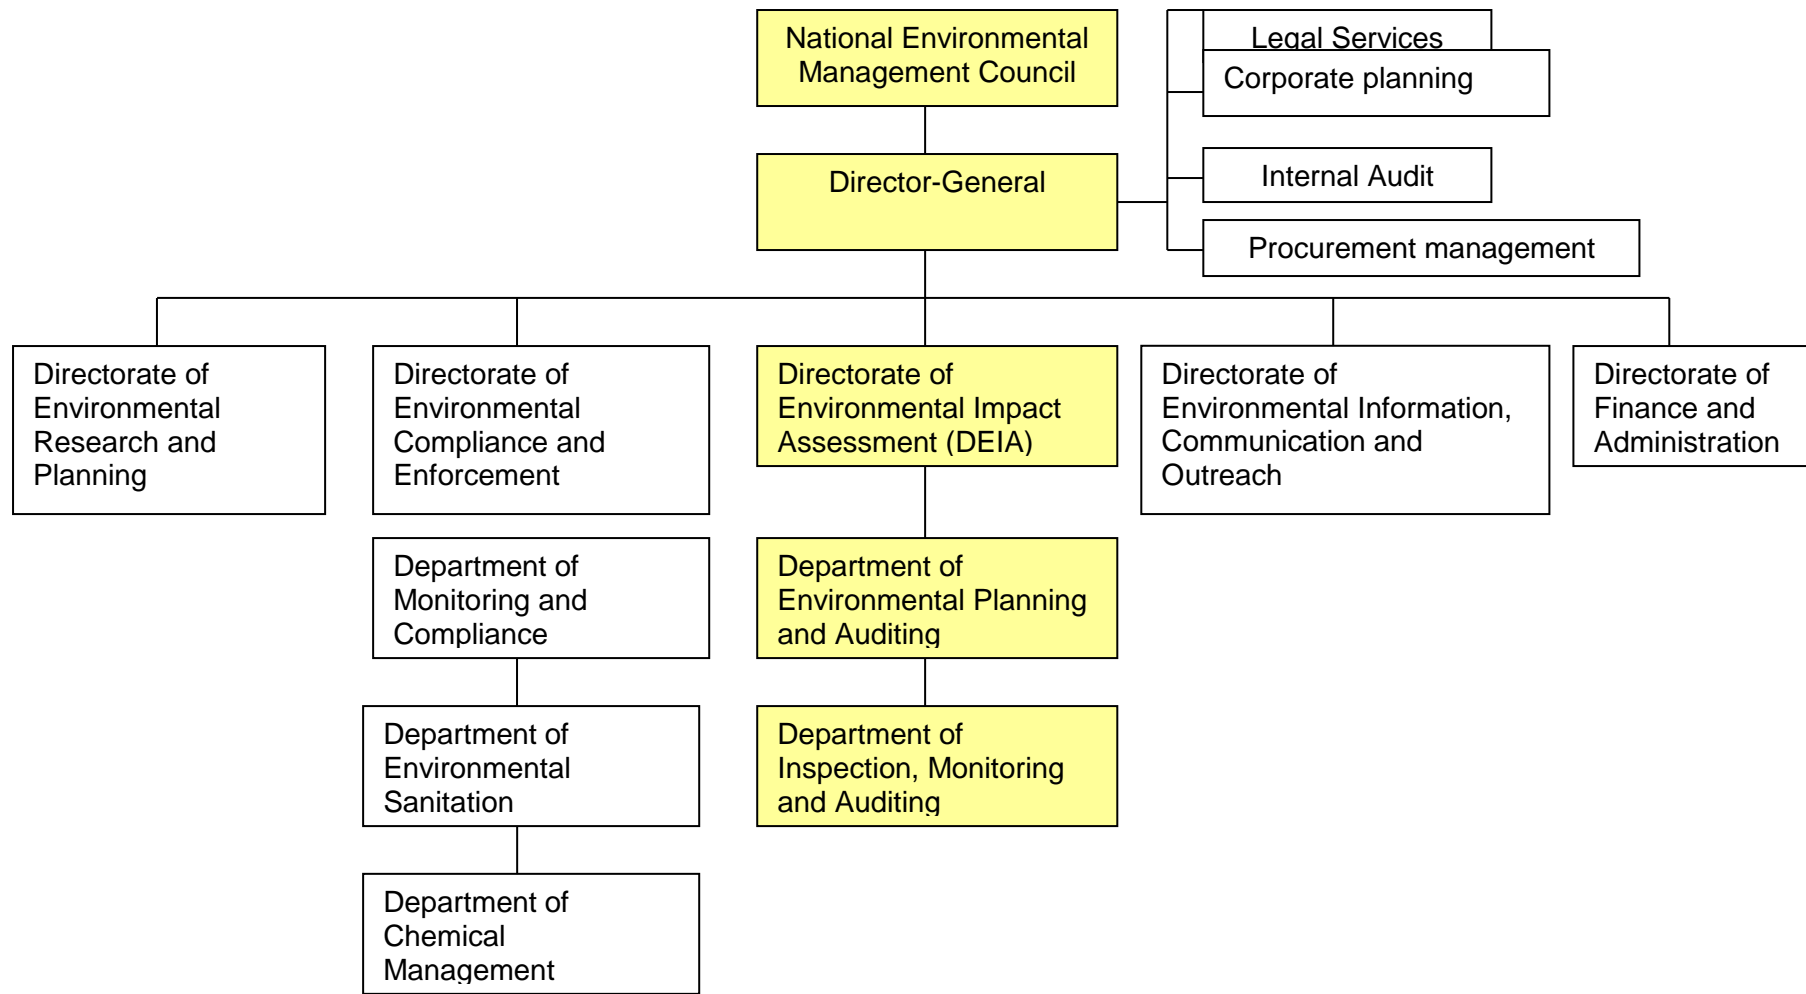 National Environmental
Management Council
Legal Services
Corporate planning
Director-General
Internal Audit
Procurement management
Directorate of
Environmental
Research and
Planning
Directorate of
Environmental
Compliance and
Enforcement
Directorate of
Environmental Impact
Assessment (DEIA)
Directorate of
Environmental Information,
Communication and
Outreach
Directorate of
Finance and
Administration
Department of
Monitoring and
Compliance
Department of
Environmental Planning
and Auditing
Department of
Environmental
Sanitation
Department of
Inspection, Monitoring
and Auditing
Department of
Chemical
Management